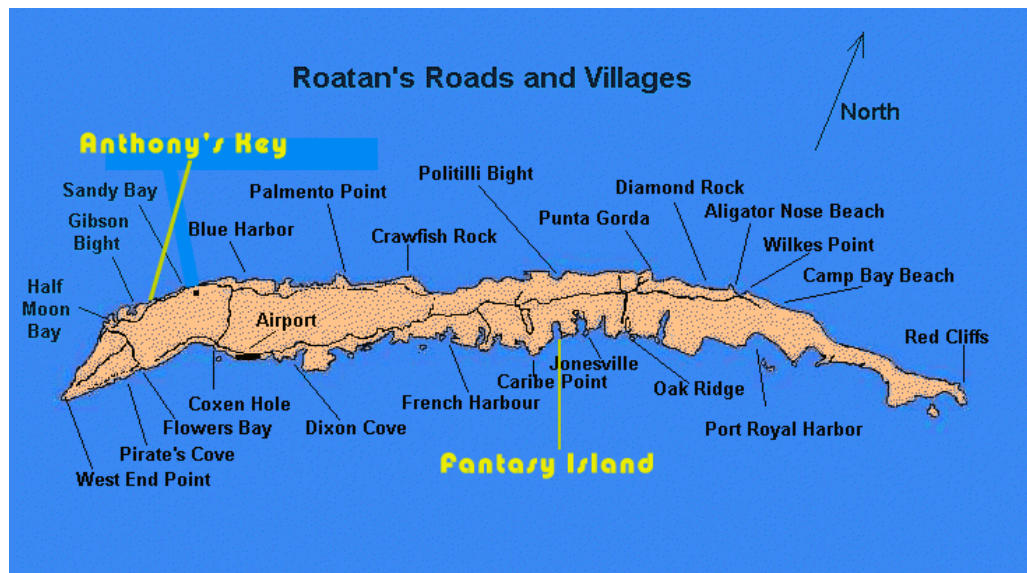 Roatan's Roads and Villages
North
Anthony's Key
Sandy Bay
Palmento Point
Politilli Bight
Diamond Rock
Gibson
Bight
Blue Harbor
Crawfish Rock
Punta Gorda
Aligator Nose Beach
Wilkes Point
Camp Bay Beach
Half
Moon
Bay
Airport
Red Cliffs
Jonesville
Caribe Point
Oak Ridge
Coxen Hole
French Harbour
Flowers Bay
Dixon Cove
Port Royal Harbor
Pirate's Cove
Fantasy Island
West End Point